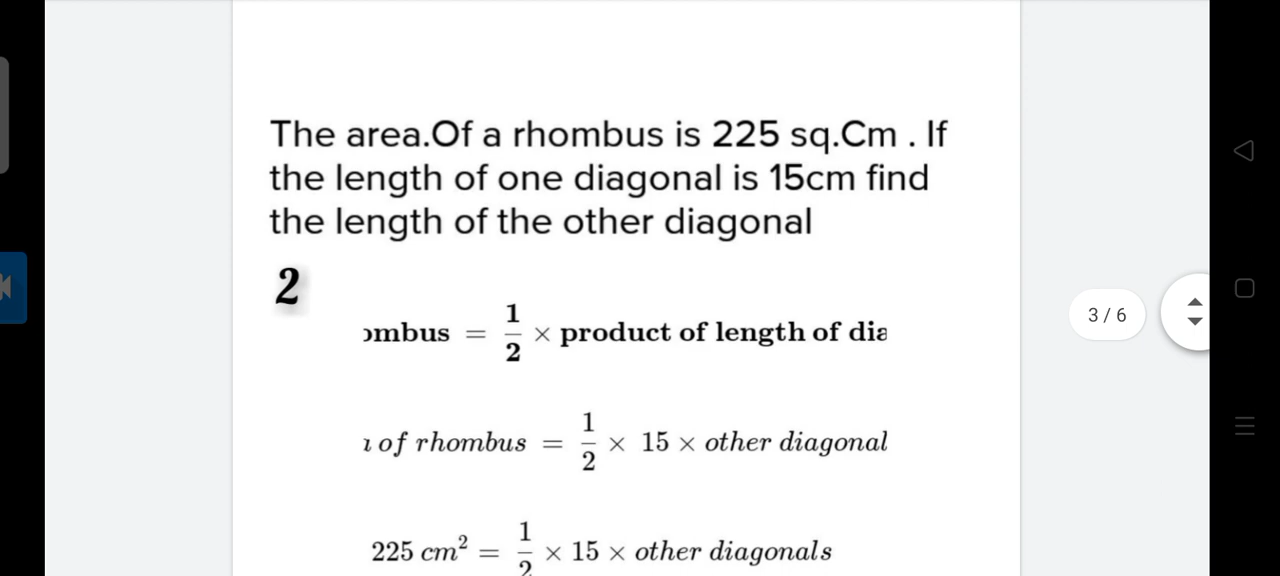 The area.Of a rhombus is 225 sq.Cm . If
the length of one diagonal is 15cm find
the length of the other diagonal
2
ombus = 1/2 × product of length of dia
of rhombus = 1/2 × 15 × other diagonal
225 cm² = 1/2 × 15 × other diagonals
3 / 6